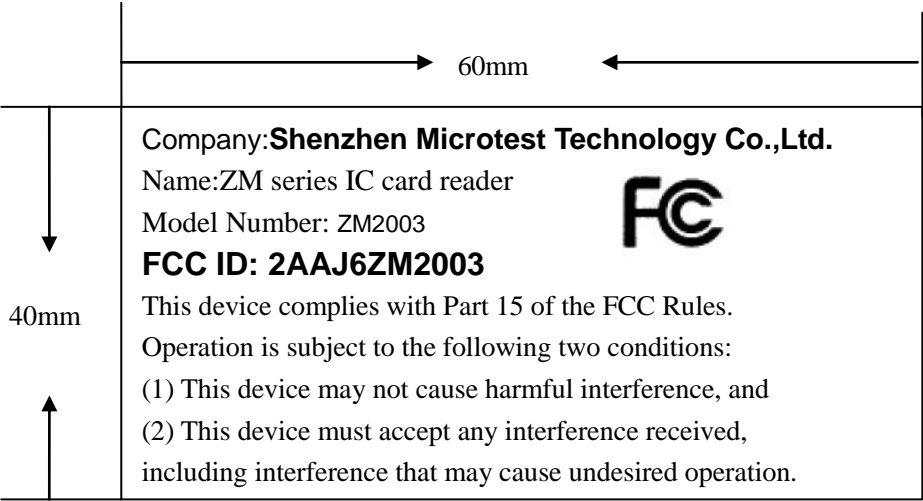 60mm
Company:Shenzhen Microtest Technology Co.,Ltd.
Name:ZM series IC card reader
FC
Model Number: ZM2003
FCC ID: 2AAJ6ZM2003
40mm
This device complies with Part 15 of the FCC Rules.
Operation is subject to the following two conditions:
(1) This device may not cause harmful interference, and
(2) This device must accept any interference received,
including interference that may cause undesired operation.